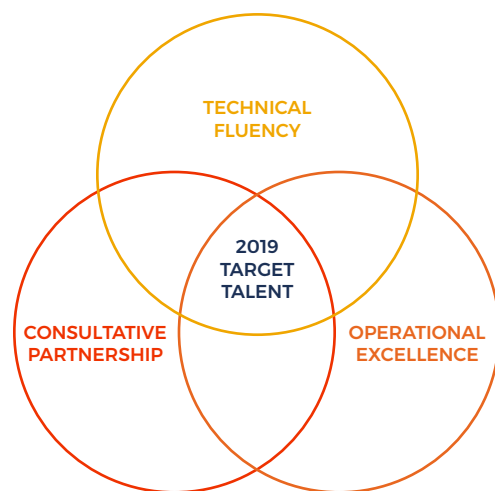 TECHNICAL
FLUENCY
2019
TARGET
TALENT
CONSULTATIVE
PARTNERSHIP
OPERATIONAL
EXCELLENCE